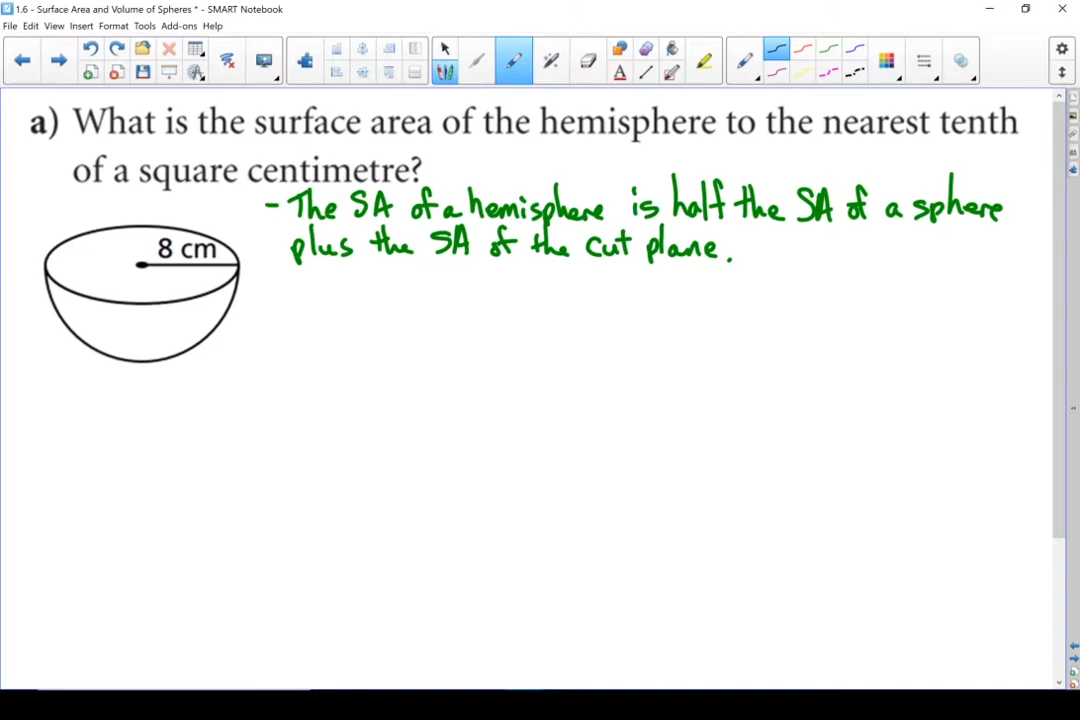 1.6 - Surface Area and Volume of Spheres * - SMART Notebook
File Edit View Insert Format Tools Add-ons Help
a) What is the surface area of the hemisphere to the nearest tenth
of a square centimetre?
- The SA of a hemisphere is half the SA of a sphere
plus the SA of the cut plane.
8 cm